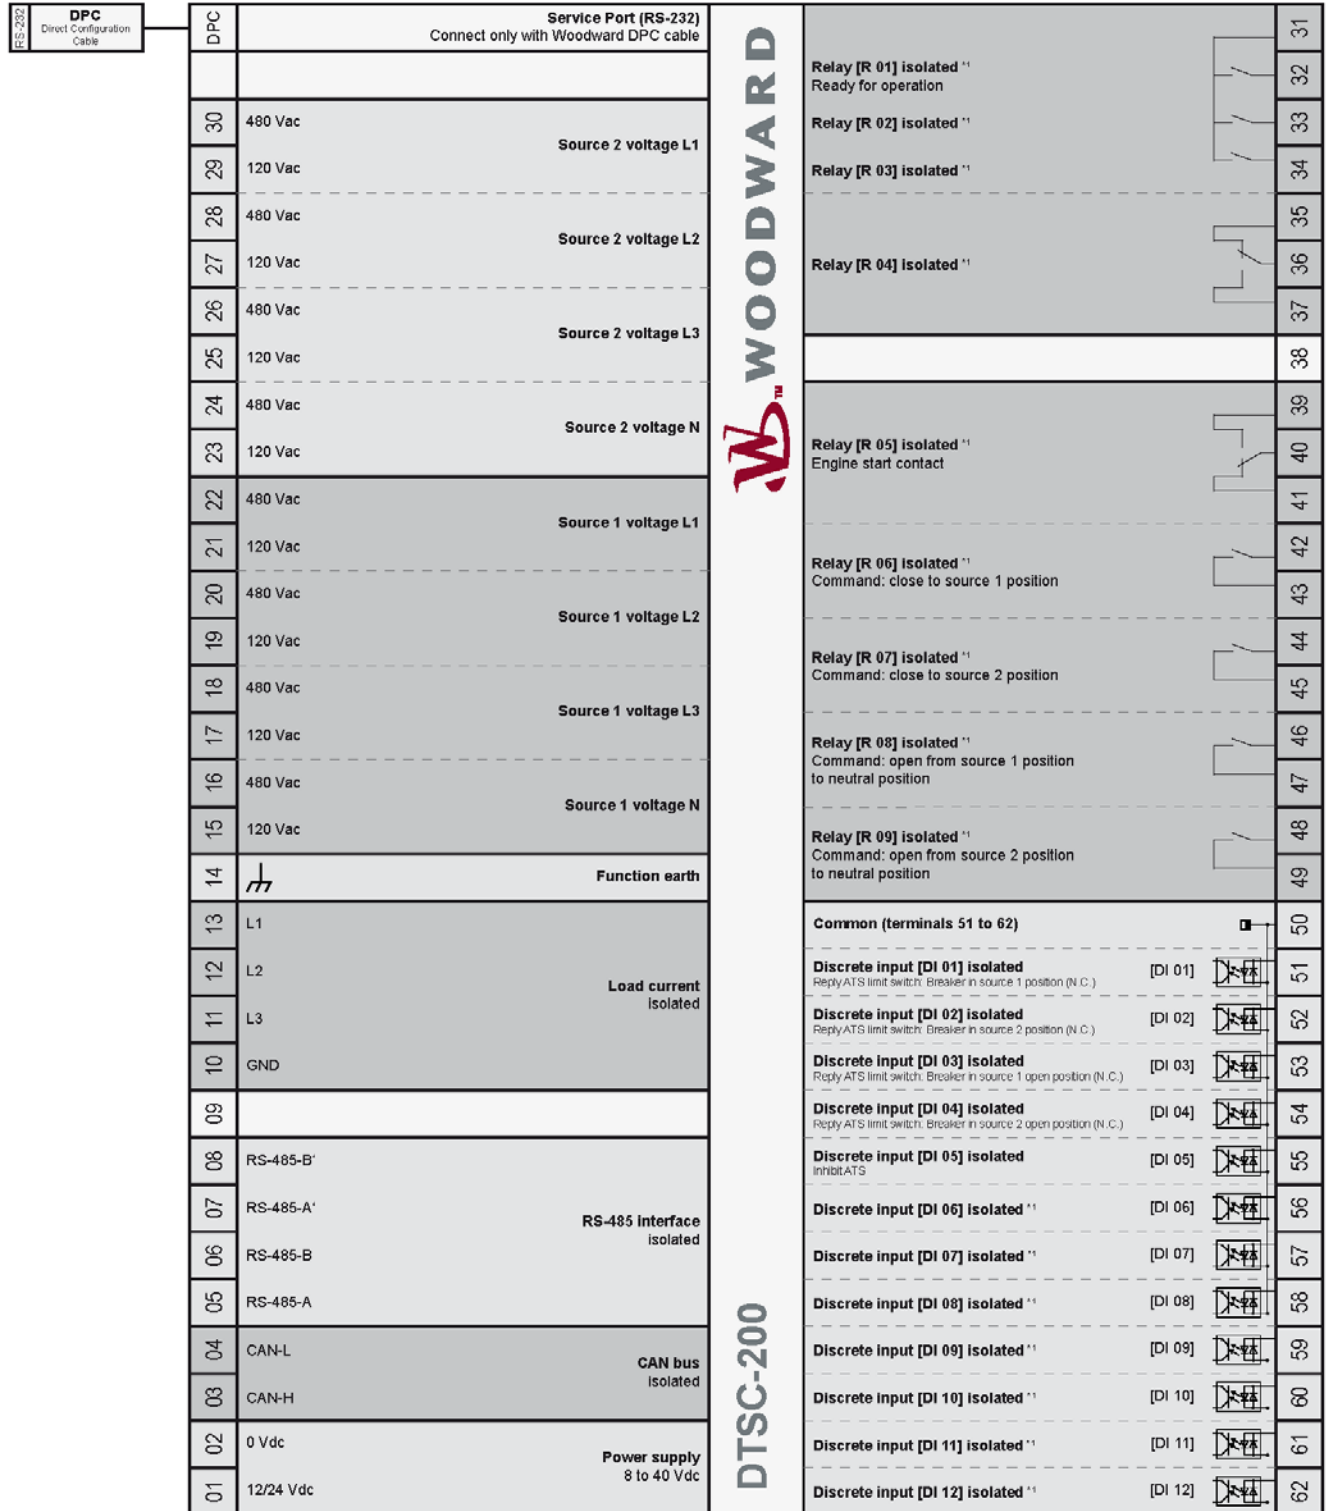 RS-232
DPC
Direct Configuration
Cable
DPC
Service Port (RS-232)
Connect only with Woodward DPC cable
30
480 Vac
Source 2 voltage L1
29
120 Vac
28
480 Vac
Source 2 voltage L2
27
120 Vac
26
480 Vac
Source 2 voltage L3
25
120 Vac
24
480 Vac
Source 2 voltage N
23
120 Vac
22
480 Vac
Source 1 voltage L1
21
120 Vac
20
480 Vac
Source 1 voltage L2
19
120 Vac
18
480 Vac
Source 1 voltage L3
17
120 Vac
16
480 Vac
Source 1 voltage N
15
120 Vac
14
Function earth
13
L1
12
L2
Load current
isolated
11
L3
10
GND
09
08
RS-485-B'
07
RS-485-A'
RS-485 interface
isolated
06
RS-485-B
05
RS-485-A
04
CAN-L
CAN bus
isolated
03
CAN-H
02
0 Vdc
Power supply
8 to 40 Vdc
01
12/24 Vdc
WOODWARD
TM
DTSC-200
31
Relay [R 01] isolated *1
Ready for operation
32
Relay [R 02] isolated *1
33
Relay [R 03] isolated *1
34
35
Relay [R 04] isolated *1
36
37
38
39
Relay [R 05] isolated *1
Engine start contact
40
41
42
Relay [R 06] isolated *1
Command: close to source 1 position
43
44
Relay [R 07] isolated *1
Command: close to source 2 position
45
46
Relay [R 08] isolated *1
Command: open from source 1 position
to neutral position
47
48
Relay [R 09] isolated *1
Command: open from source 2 position
to neutral position
49
Common (terminals 51 to 62)
50
Discrete input [DI 01] isolated
Reply ATS limit switch: Breaker in source 1 position (N.C.)
[DI 01]
51
Discrete input [DI 02] isolated
Reply ATS limit switch: Breaker in source 2 position (N.C.)
[DI 02]
52
Discrete input [DI 03] isolated
Reply ATS limit switch: Breaker in source 1 open position (N.C.)
[DI 03]
53
Discrete input [DI 04] isolated
Reply ATS limit switch: Breaker in source 2 open position (N.C.)
[DI 04]
54
Discrete input [DI 05] isolated
Inhibit ATS
[DI 05]
55
Discrete input [DI 06] isolated *1
[DI 06]
56
Discrete input [DI 07] isolated *1
[DI 07]
57
Discrete input [DI 08] isolated *1
[DI 08]
58
Discrete input [DI 09] isolated *1
[DI 09]
59
Discrete input [DI 10] isolated *1
[DI 10]
60
Discrete input [DI 11] isolated *1
[DI 11]
61
Discrete input [DI 12] isolated *1
[DI 12]
62